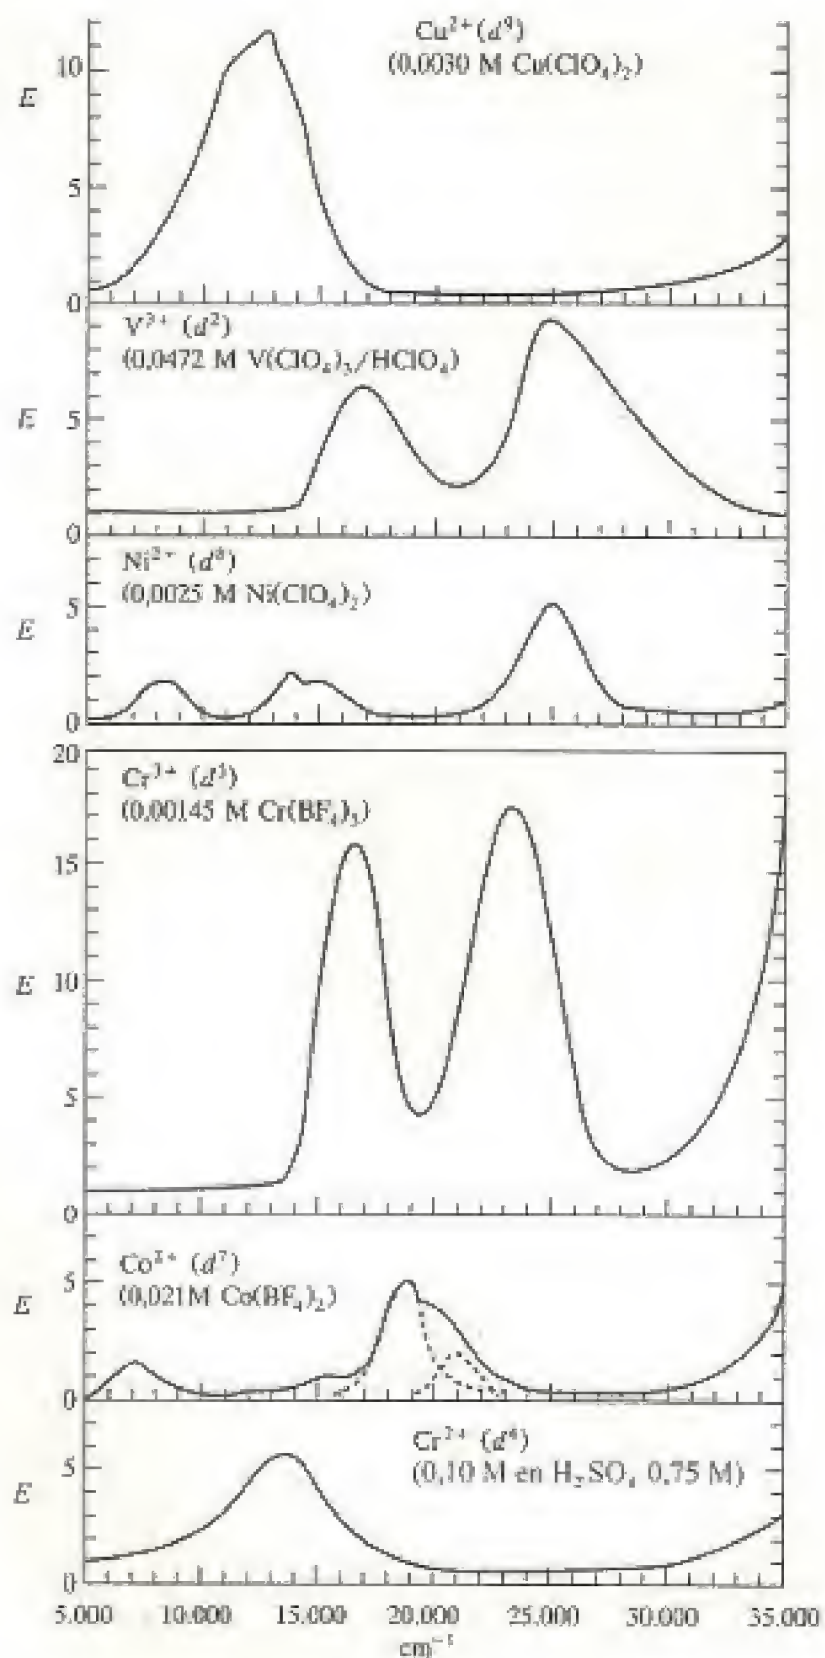 Cu²⁺ (d⁹)
(0,0030 M Cu(ClO₄)₂)
10
E
5
0
V³⁺ (d²)
(0,0472 M V(ClO₄)₃/HClO₄)
5
E
0
Ni²⁺ (d⁸)
(0,0025 M Ni(ClO₄)₂)
5
E
0
20
Cr³⁺ (d³)
(0,00145 M Cr(BF₄)₃)
15
E
10
5
0
Co²⁺ (d⁷)
(0,021M Co(BF₄)₂)
5
E
0
Cr²⁺ (d⁴)
(0,10 M en H₂SO₄ 0,75 M)
5
E
0
5.000 10.000 15.000 20.000 25.000 30.000 35.000
cm⁻¹